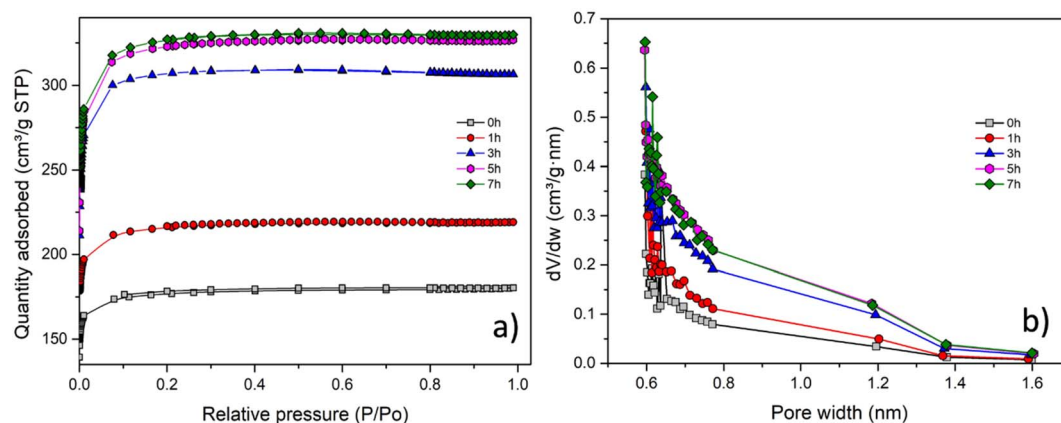 300
250
200
150
Quantity adsorbed (cm³/g STP)
0.0 0.2 0.4 0.6 0.8 1.0
Relative pressure (P/Po)
0h
1h
3h
5h
7h
a)
0.7
0.6
0.5
0.4
0.3
0.2
0.1
0.0
dV/dw (cm³/g·nm)
0.6 0.8 1.0 1.2 1.4 1.6
Pore width (nm)
0h
1h
3h
5h
7h
b)